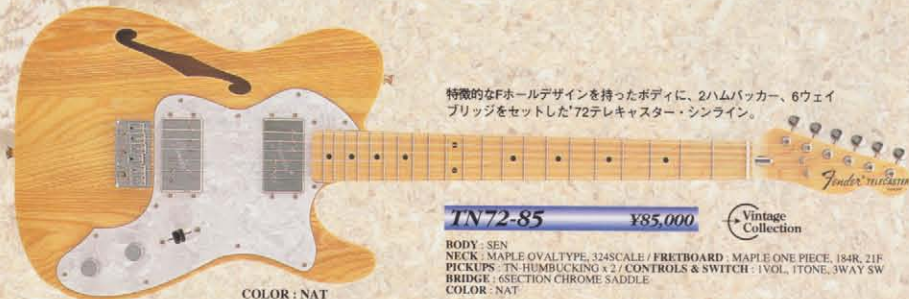 特徴的なFホールデザインを持ったボディに、2ハムバッカー、6ウェイ
ブリッジをセットした'72テレキャスター・シンライン。
Fender TELECASTER
TN72-85 ¥85,000
Vintage
Collection
BODY : SEN
NECK : MAPLE OVALTYPE, 324SCALE / FRETBOARD : MAPLE ONE PIECE, 184R, 21F
PICKUPS : TN-HUMBUCKING x 2 / CONTROLS & SWITCH : 1VOL, 1TONE, 3WAY SW
BRIDGE : 6SECTION CHROME SADDLE
COLOR : NAT
COLOR : NAT